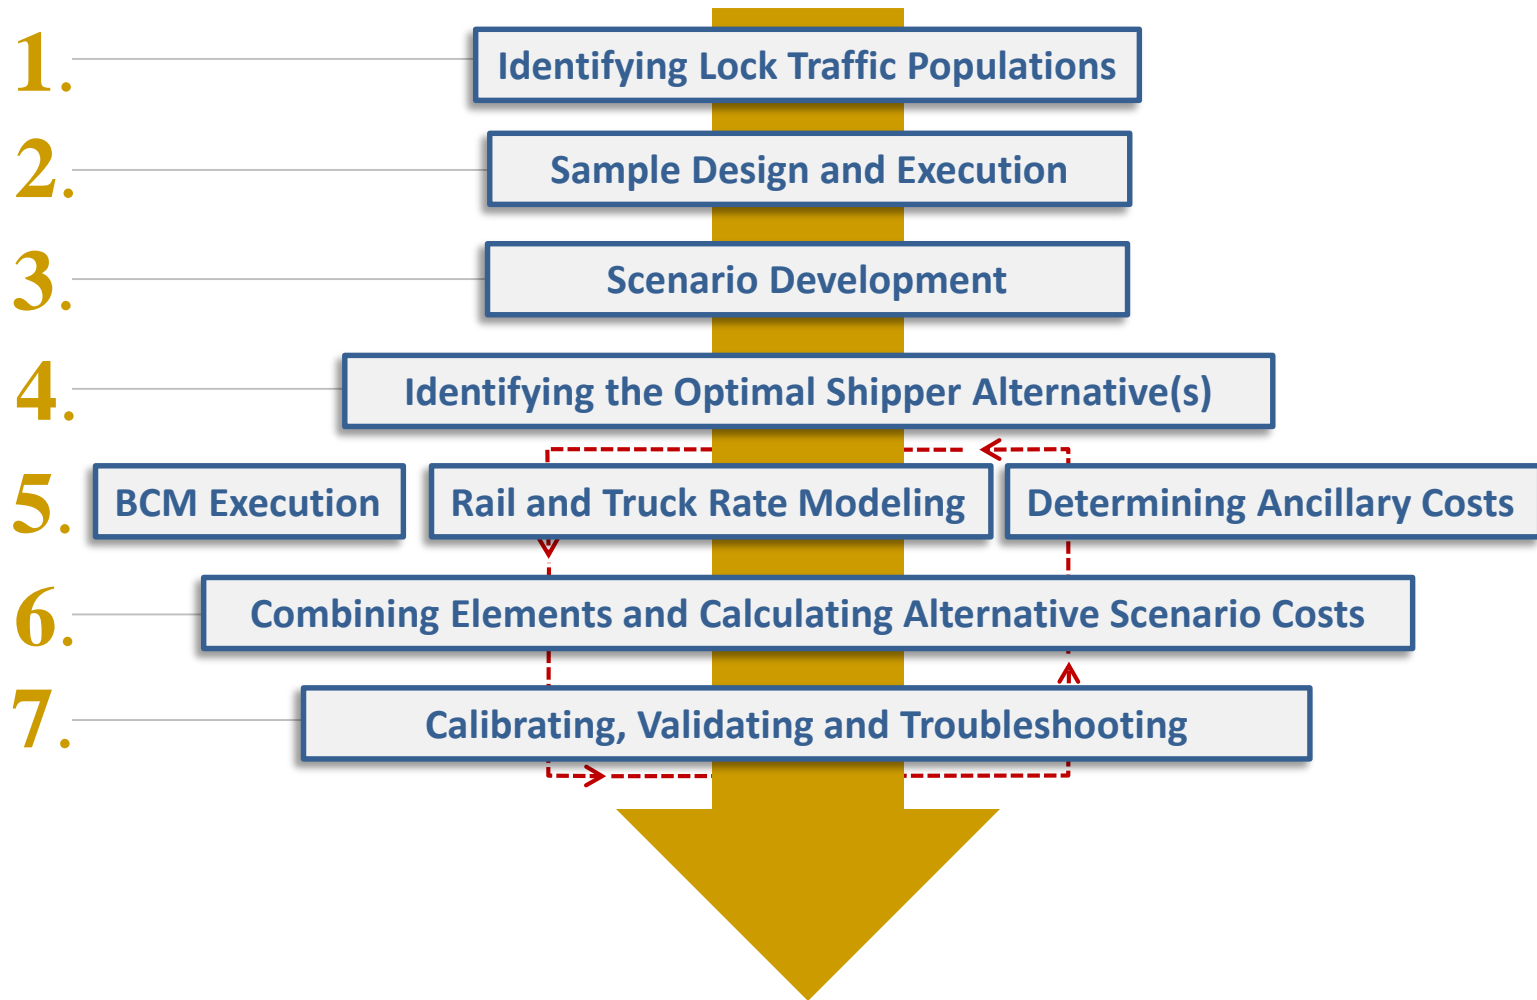 1. Identifying Lock Traffic Populations
2. Sample Design and Execution
3. Scenario Development
4. Identifying the Optimal Shipper Alternative(s)
5. BCM Execution Rail and Truck Rate Modeling Determining Ancillary Costs
6. Combining Elements and Calculating Alternative Scenario Costs
7. Calibrating, Validating and Troubleshooting